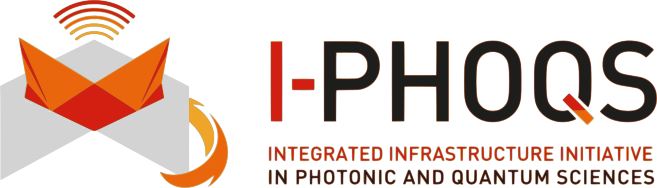 I-PHOQS
INTEGRATED INFRASTRUCTURE INITIATIVE
IN PHOTONIC AND QUANTUM SCIENCES